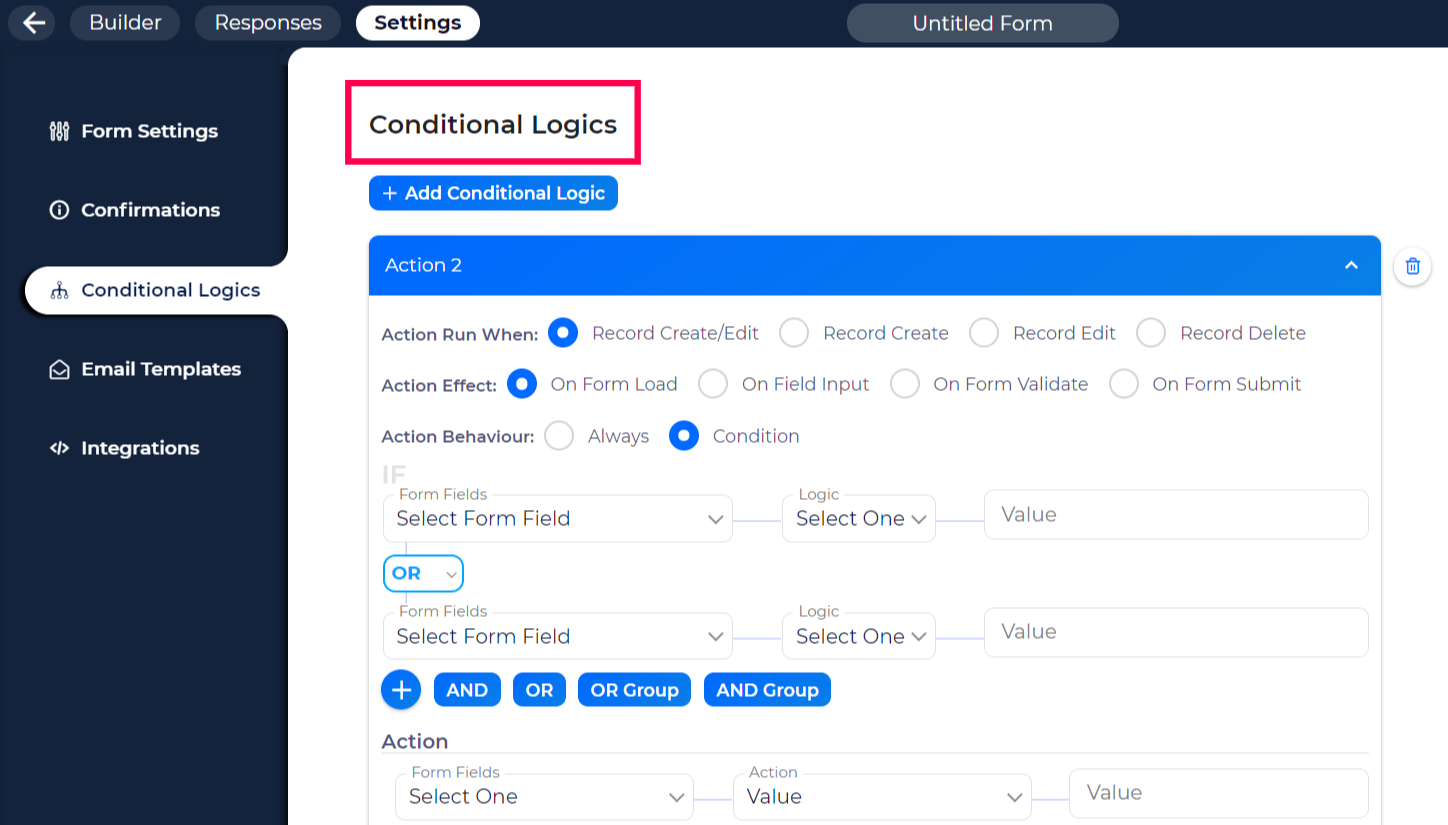 Builder Responses Settings Untitled Form
Form Settings
Confirmations
Conditional Logics
Email Templates
Integrations
Conditional Logics
+ Add Conditional Logic
Action 2
Action Run When: Record Create/Edit Record Create Record Edit Record Delete
Action Effect: On Form Load On Field Input On Form Validate On Form Submit
Action Behaviour: Always Condition
IF
Form Fields Logic
Select Form Field Select One Value
OR
Form Fields Logic
Select Form Field Select One Value
+ AND OR OR Group AND Group
Action
Form Fields Action
Select One Value Value